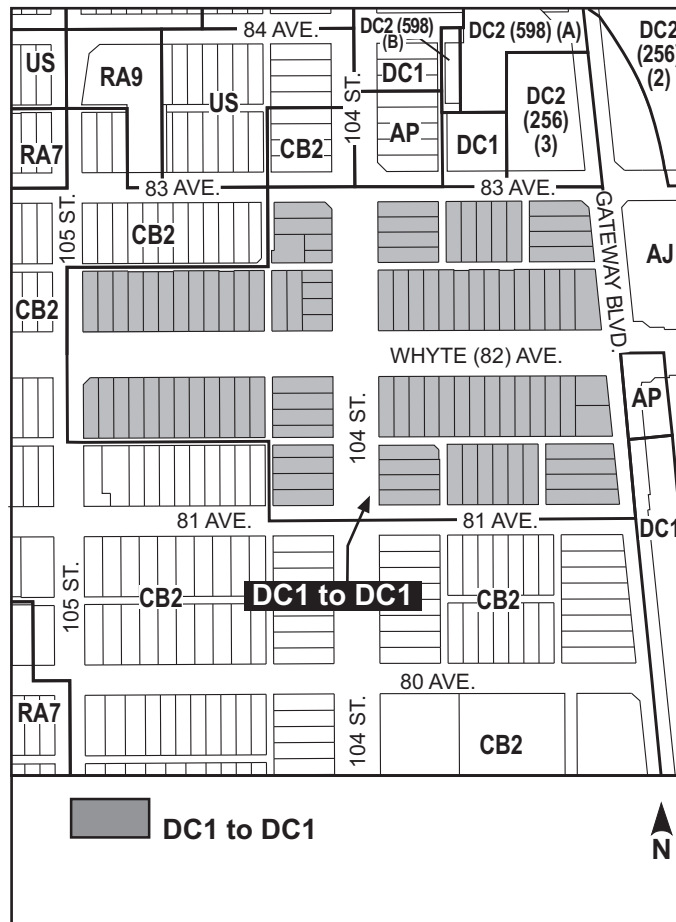 84 AVE.
DC2 (598)
(B)
DC2 (598) (A)
DC2
(256)
(2)
US
RA9
US
DC1
DC2
(256)
(3)
104 ST.
RA7
CB2
AP
DC1
83 AVE.
83 AVE.
105 ST.
CB2
GATEWAY BLVD.
AJ
CB2
WHYTE (82) AVE.
AP
104 ST.
81 AVE.
81 AVE.
DC1
105 ST.
CB2
DC1 to DC1
CB2
80 AVE.
RA7
104 ST.
CB2
DC1 to DC1
N